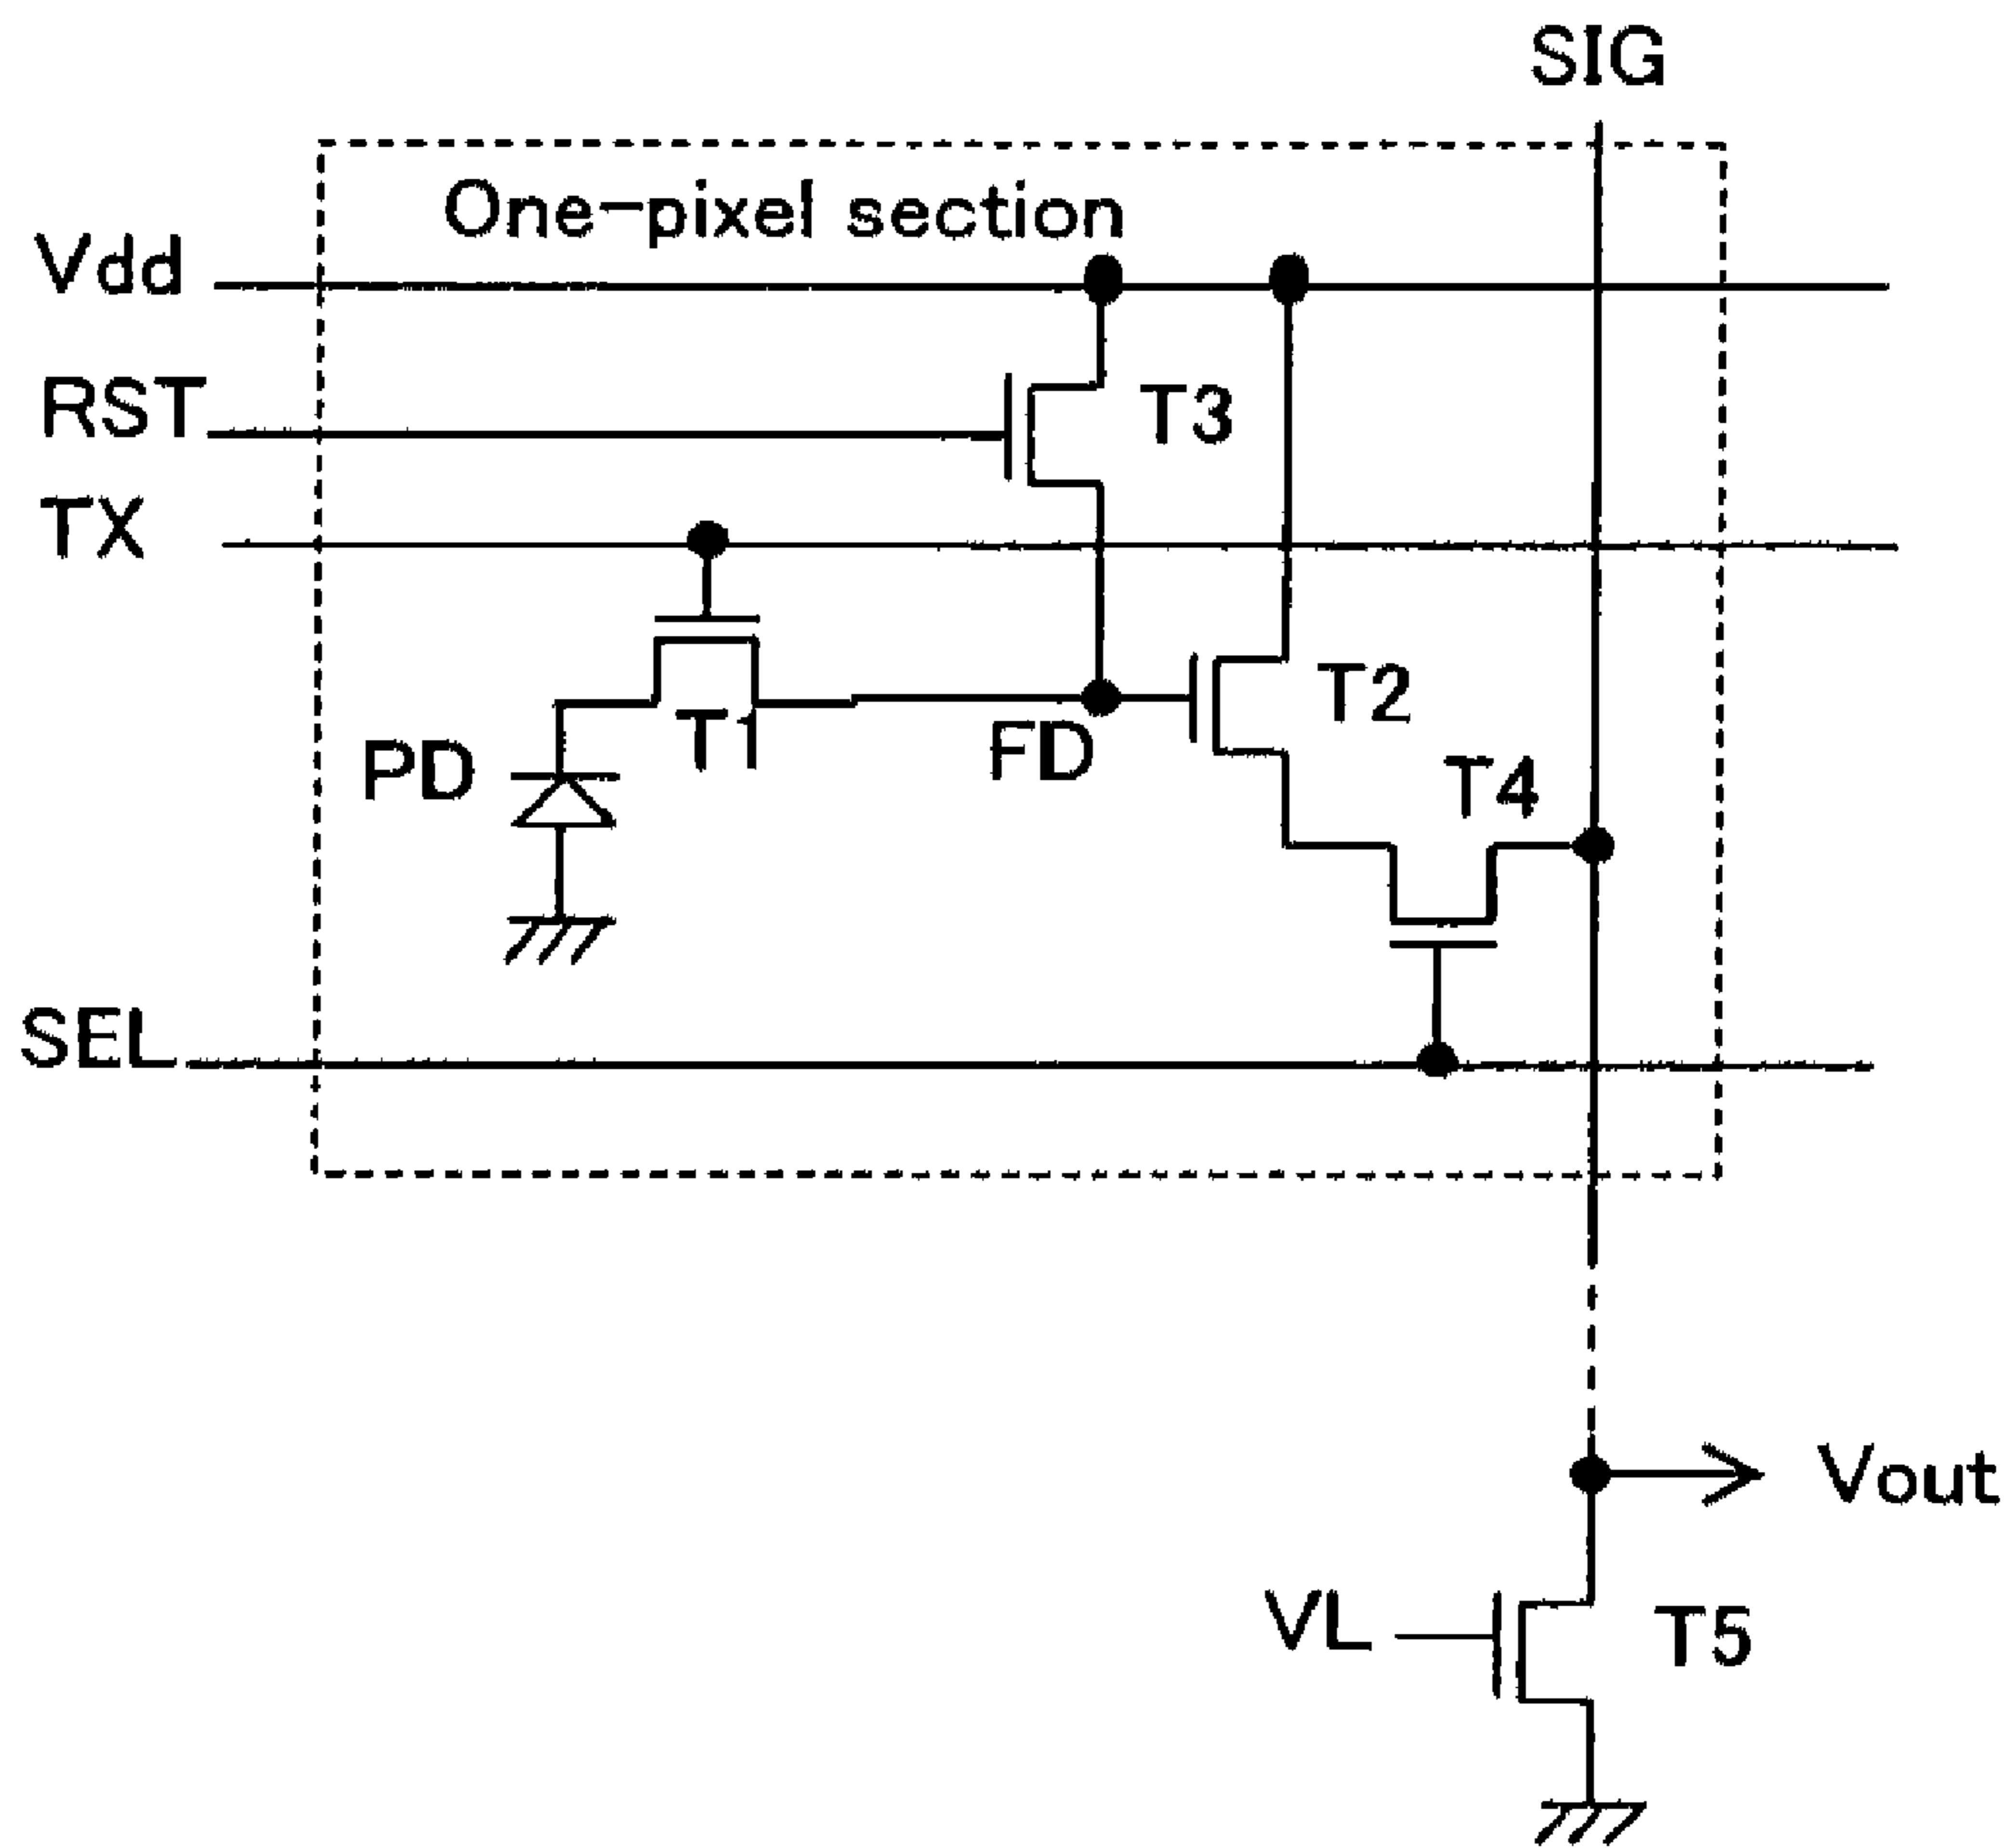 SIG
One-pixel section
Vdd
RST
T3
TX
T2
T1
FD
PD
T4
SEL
Vout
VL
T5